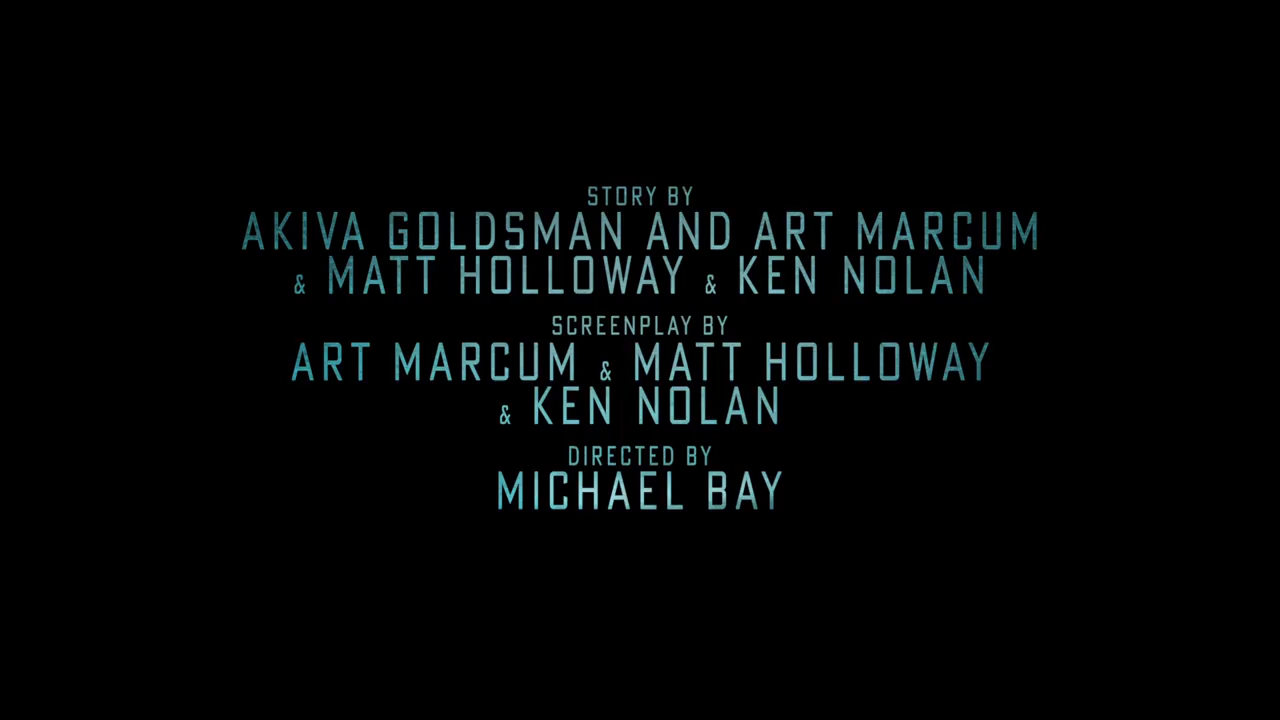 STORY BY
AKIVA GOLDSMAN AND ART MARCUM
& MATT HOLLOWAY & KEN NOLAN
SCREENPLAY BY
ART MARCUM & MATT HOLLOWAY
& KEN NOLAN
DIRECTED BY
MICHAEL BAY